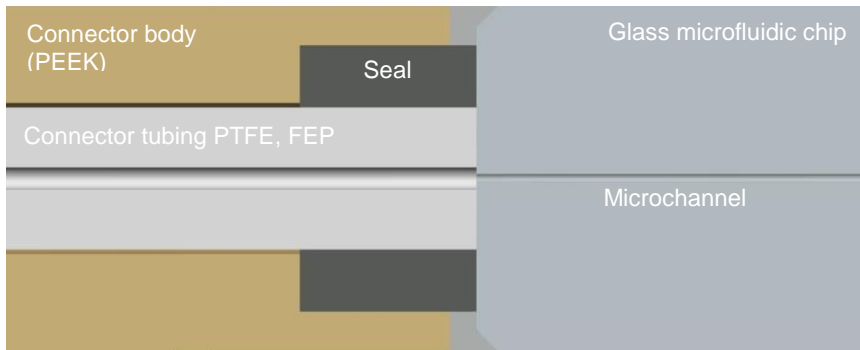 Connector body
(PEEK)
Glass microfluidic chip
Seal
Connector tubing PTFE, FEP
Microchannel